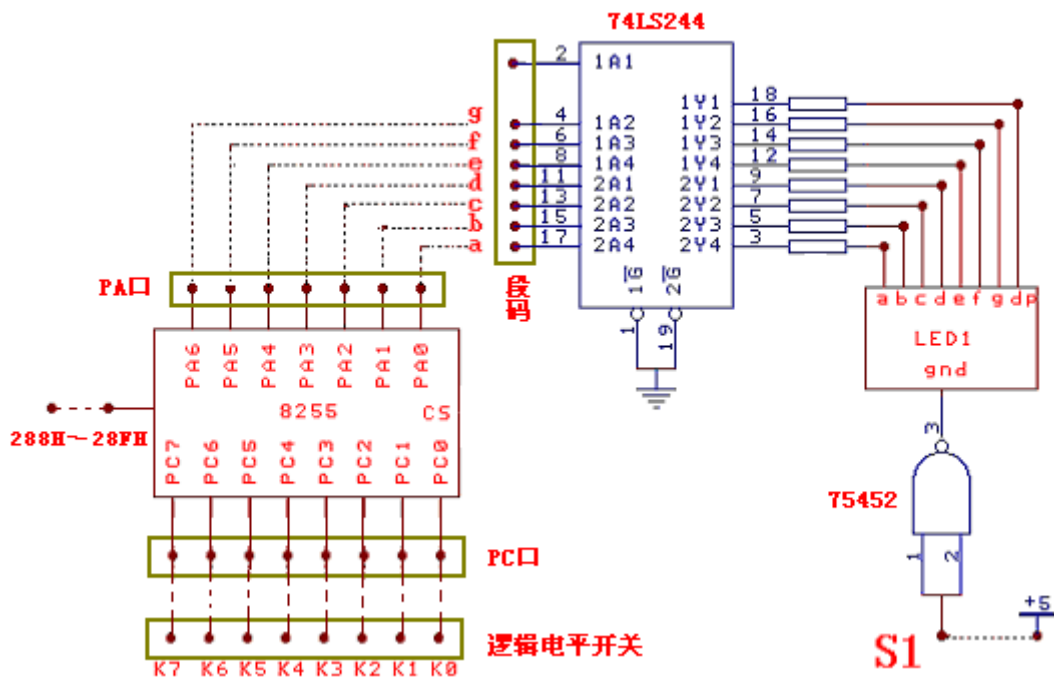 74LS244
2 1A1
1Y1 18
g 4 1A2 1Y2 16
f 6 1A3 1Y3 14
e 8 1A4 1Y4 12
d 11 2A1 2Y1 9
c 13 2A2 2Y2 7
b 15 2A3 2Y3 5
a 17 2A4 2Y4 3
PA口
段码
1G 2G
1 19
a b c d e f g dp
LED1
gnd
PA6 PA5 PA4 PA3 PA2 PA1 PA0
8255 CS
288H~28FH
PC7 PC6 PC5 PC4 PC3 PC2 PC1 PC0
3
75452
1 2
PC口
+5
S1
逻辑电平开关
K7 K6 K5 K4 K3 K2 K1 K0